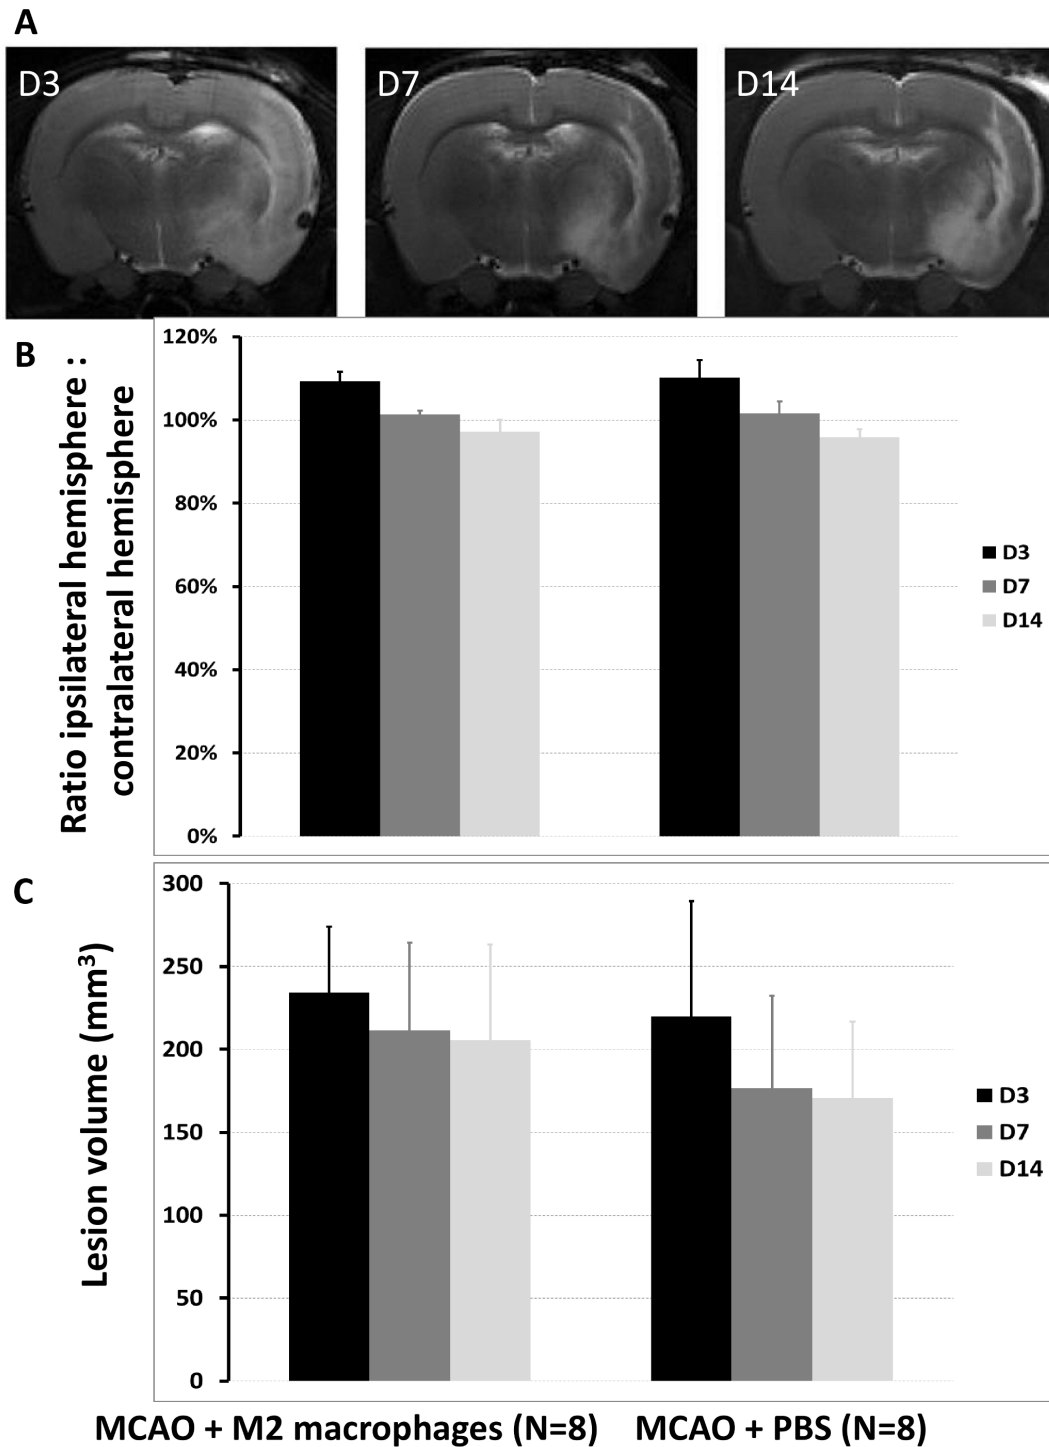 A
D3
D7
D14
B
Ratio ipsilateral hemisphere :
contralateral hemisphere
120%
100%
80%
60%
40%
20%
0%
D3
D7
D14
C
Lesion volume (mm³)
300
250
200
150
100
50
0
D3
D7
D14
MCAO + M2 macrophages (N=8)
MCAO + PBS (N=8)